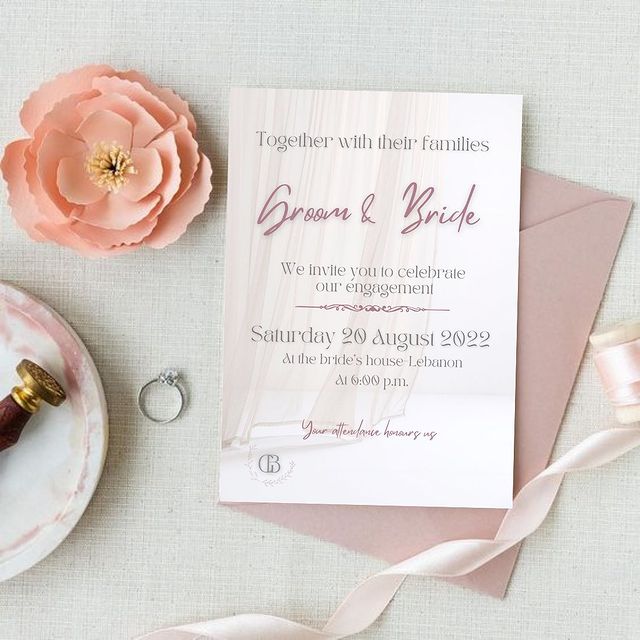 Together with their families
Groom & Bride
We invite you to celebrate
our engagement
Saturday 20 August 2022
At the bride's house-Lebanon
At 6:00 p.m.
Your attendance honours us
GB